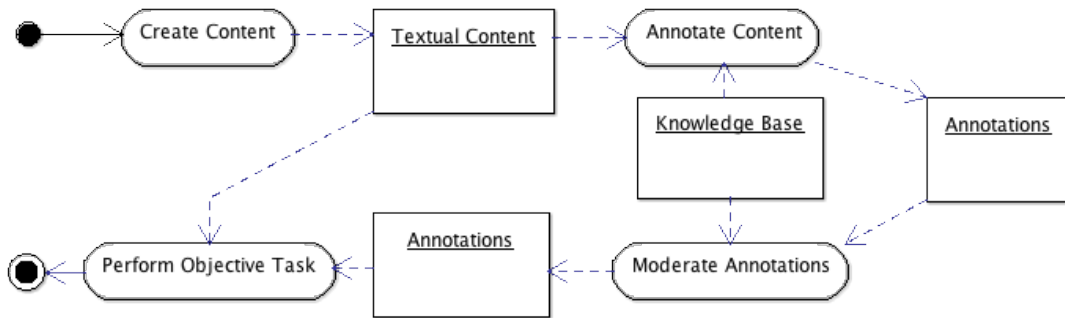 Create Content
Textual Content
Annotate Content
Knowledge Base
Annotations
Perform Objective Task
Annotations
Moderate Annotations